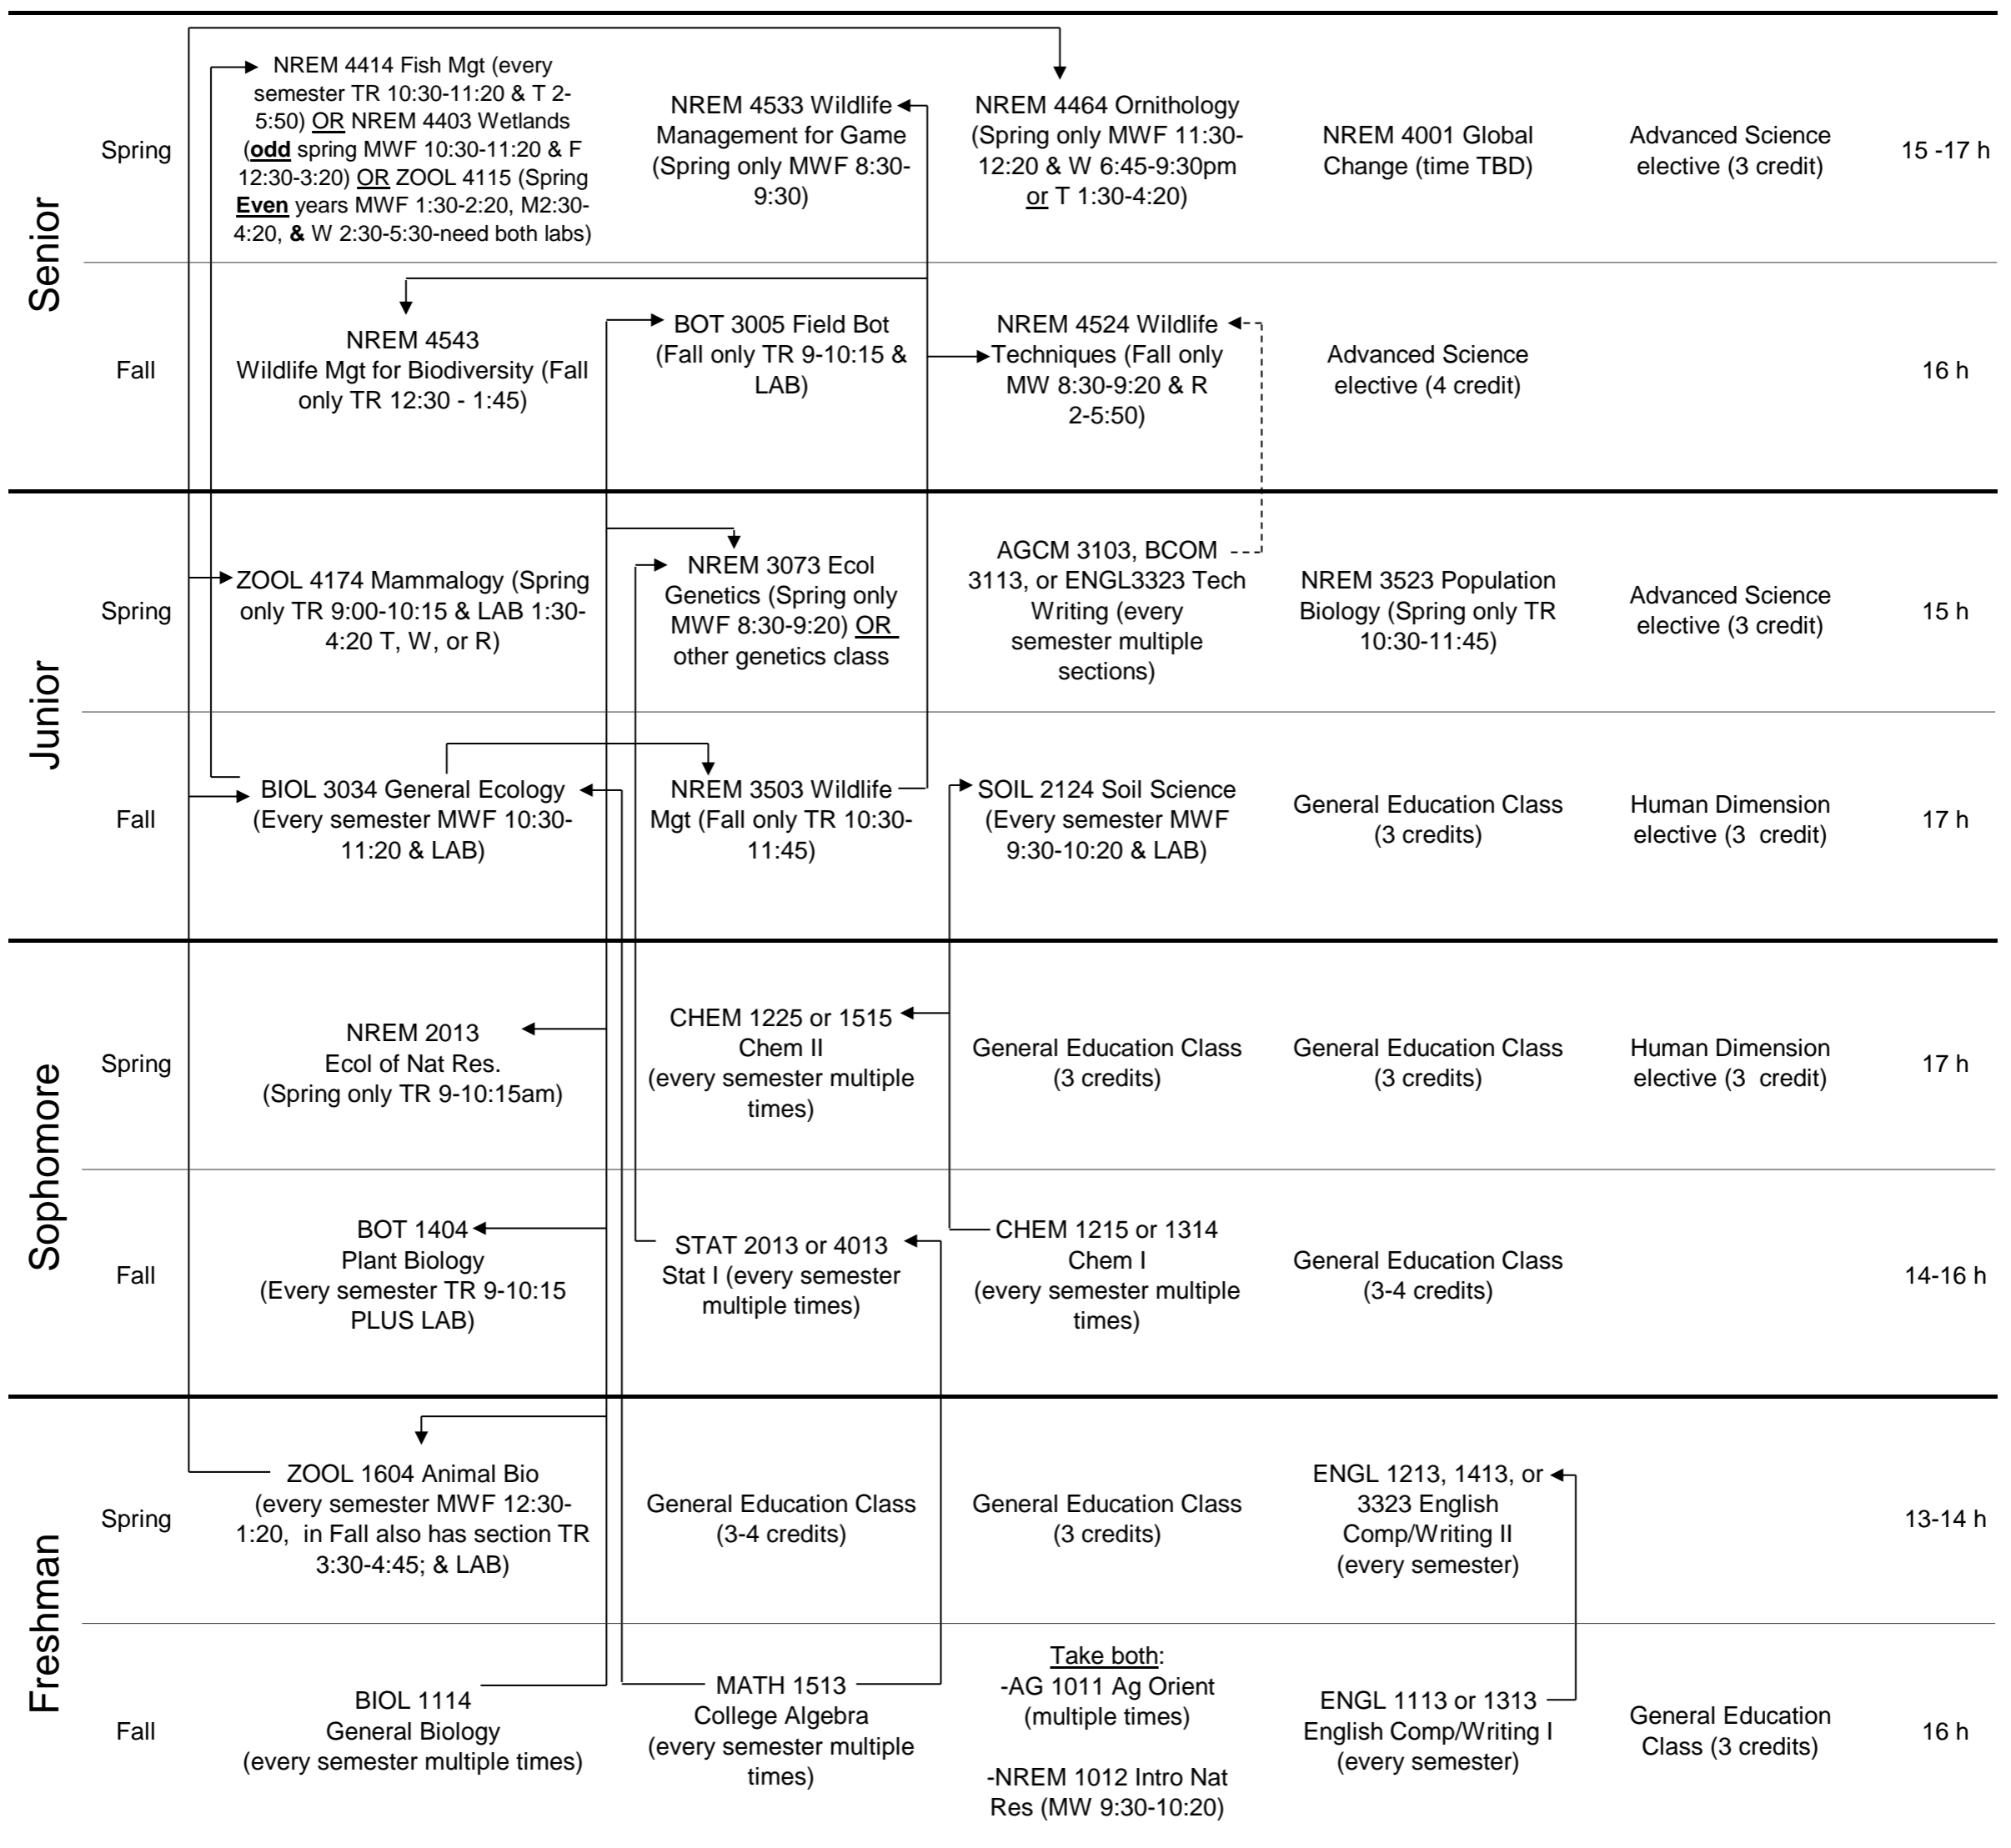 Senior
Spring
NREM 4414 Fish Mgt (every
semester TR 10:30-11:20 & T 2-
5:50) OR NREM 4403 Wetlands
(odd spring MWF 10:30-11:20 & F
12:30-3:20) OR ZOOL 4115 (Spring
Even years MWF 1:30-2:20, M2:30-
4:20, & W 2:30-5:30-need both labs)
NREM 4533 Wildlife
Management for Game
(Spring only MWF 8:30-
9:30)
NREM 4464 Ornithology
(Spring only MWF 11:30-
12:20 & W 6:45-9:30pm
or T 1:30-4:20)
NREM 4001 Global
Change (time TBD)
Advanced Science
elective (3 credit)
15 -17 h
Fall
NREM 4543
Wildlife Mgt for Biodiversity (Fall
only TR 12:30 - 1:45)
BOT 3005 Field Bot
(Fall only TR 9-10:15 &
LAB)
NREM 4524 Wildlife
Techniques (Fall only
MW 8:30-9:20 & R
2-5:50)
Advanced Science
elective (4 credit)
16 h
Junior
Spring
ZOOL 4174 Mammalogy (Spring
only TR 9:00-10:15 & LAB 1:30-
4:20 T, W, or R)
NREM 3073 Ecol
Genetics (Spring only
MWF 8:30-9:20) OR
other genetics class
AGCM 3103, BCOM
3113, or ENGL3323 Tech
Writing (every
semester multiple
sections)
NREM 3523 Population
Biology (Spring only TR
10:30-11:45)
Advanced Science
elective (3 credit)
15 h
Fall
BIOL 3034 General Ecology
(Every semester MWF 10:30-
11:20 & LAB)
NREM 3503 Wildlife
Mgt (Fall only TR 10:30-
11:45)
SOIL 2124 Soil Science
(Every semester MWF
9:30-10:20 & LAB)
General Education Class
(3 credits)
Human Dimension
elective (3 credit)
17 h
Sophomore
Spring
NREM 2013
Ecol of Nat Res.
(Spring only TR 9-10:15am)
CHEM 1225 or 1515
Chem II
(every semester multiple
times)
General Education Class
(3 credits)
General Education Class
(3 credits)
Human Dimension
elective (3 credit)
17 h
Fall
BOT 1404
Plant Biology
(Every semester TR 9-10:15
PLUS LAB)
STAT 2013 or 4013
Stat I (every semester
multiple times)
CHEM 1215 or 1314
Chem I
(every semester multiple
times)
General Education Class
(3-4 credits)
14-16 h
Freshman
Spring
ZOOL 1604 Animal Bio
(every semester MWF 12:30-
1:20, in Fall also has section TR
3:30-4:45; & LAB)
General Education Class
(3-4 credits)
General Education Class
(3 credits)
ENGL 1213, 1413, or
3323 English
Comp/Writing II
(every semester)
13-14 h
Fall
BIOL 1114
General Biology
(every semester multiple times)
MATH 1513
College Algebra
(every semester multiple
times)
Take both:
-AG 1011 Ag Orient
(multiple times)
-NREM 1012 Intro Nat
Res (MW 9:30-10:20)
ENGL 1113 or 1313
English Comp/Writing I
(every semester)
General Education
Class (3 credits)
16 h